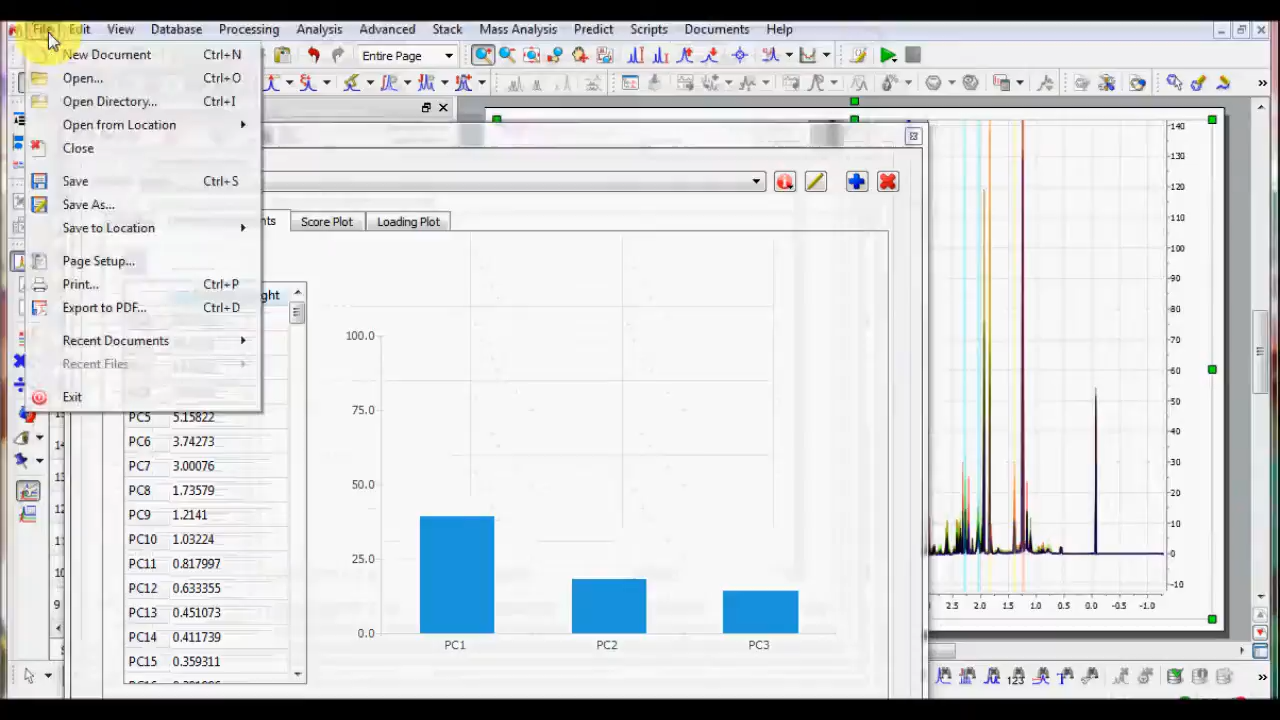 File Edit View Database Processing Analysis Advanced Stack Mass Analysis Predict Scripts Documents Help
New Document Ctrl+N
Open... Ctrl+O
Open Directory... Ctrl+I
Open from Location
Close
Save Ctrl+S
Save As...
Save to Location
Page Setup...
Print... Ctrl+P
Export to PDF... Ctrl+D
Recent Documents
Recent Files
Exit
Entire Page
Score Plot Loading Plot
PC5 5.15822
PC6 3.74273
PC7 3.00076
PC8 1.73579
PC9 1.2141
PC10 1.03224
PC11 0.817997
PC12 0.633355
PC13 0.451073
PC14 0.411739
PC15 0.359311
100.0
75.0
50.0
25.0
0.0
PC1 PC2 PC3
140
130
120
110
100
90
80
70
60
50
40
30
20
10
0
-10
2.5 2.0 1.5 1.0 0.5 0.0 -0.5 -1.0
123